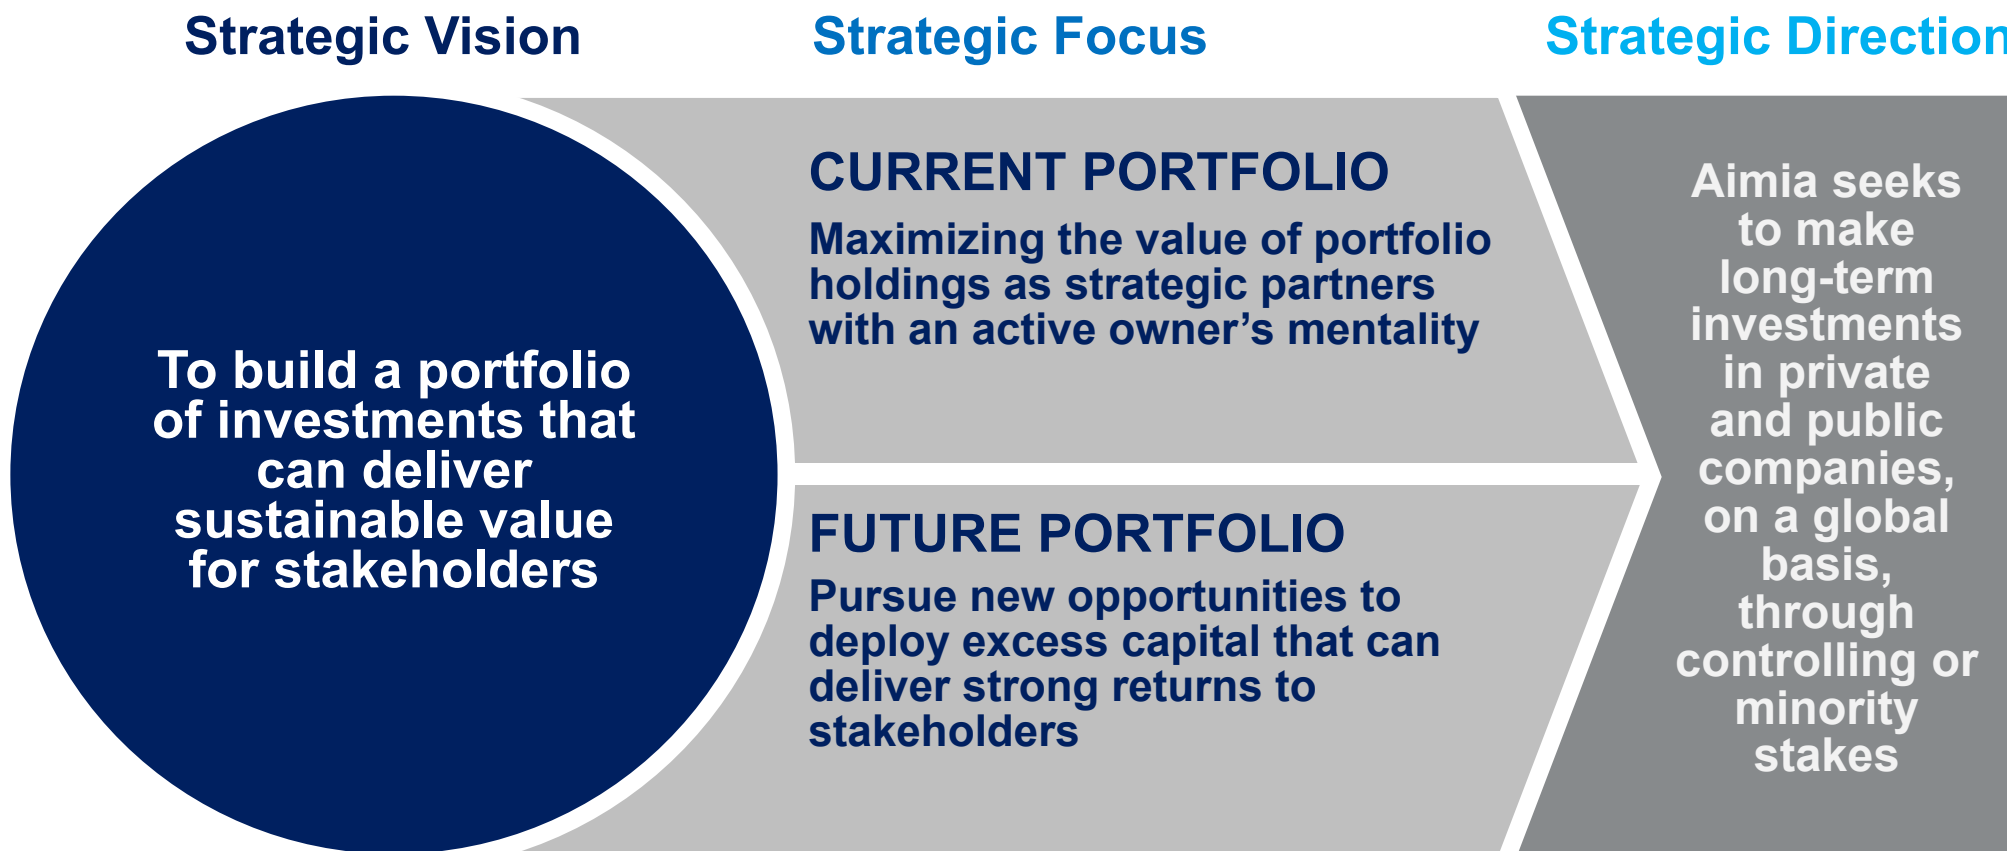 Strategic Vision
Strategic Focus
Strategic Direction
To build a portfolio
of investments that
can deliver
sustainable value
for stakeholders
CURRENT PORTFOLIO
Maximizing the value of portfolio
holdings as strategic partners
with an active owner’s mentality
FUTURE PORTFOLIO
Pursue new opportunities to
deploy excess capital that can
deliver strong returns to
stakeholders
Aimia seeks
to make
long-term
investments
in private
and public
companies,
on a global
basis,
through
controlling or
minority
stakes